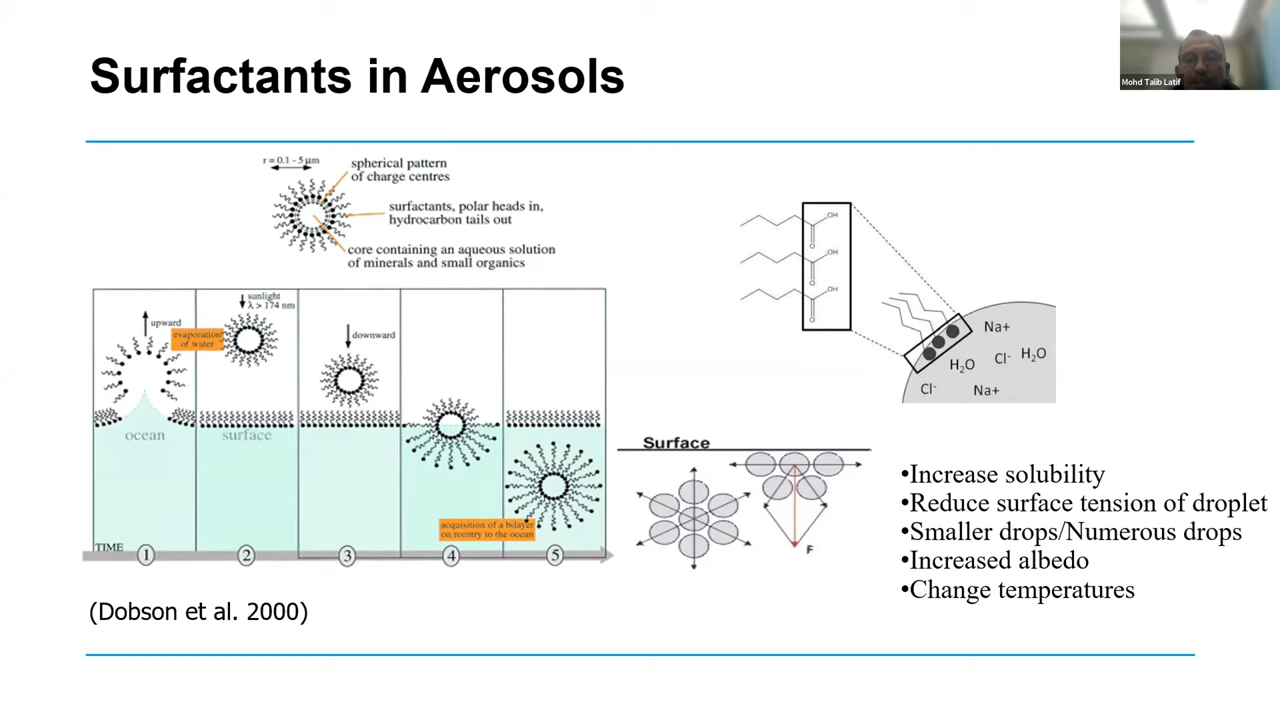 Surfactants in Aerosols
Mohd Talib Latif
r = 0.1 - 5 µm
spherical pattern
of charge centres
surfactants, polar heads in,
hydrocarbon tails out
core containing an aqueous solution
of minerals and small organics
upward
evaporation
of water
sunlight
λ > 174 nm
downward
ocean
surface
acquisition of a bilayer
on reentry to the ocean
TIME
1 2 3 4 5
(Dobson et al. 2000)
OH
O
OH
O
OH
O
Na+
H₂O
Cl-
H₂O
Cl-
Na+
Surface
F
•Increase solubility
•Reduce surface tension of droplet
•Smaller drops/Numerous drops
•Increased albedo
•Change temperatures